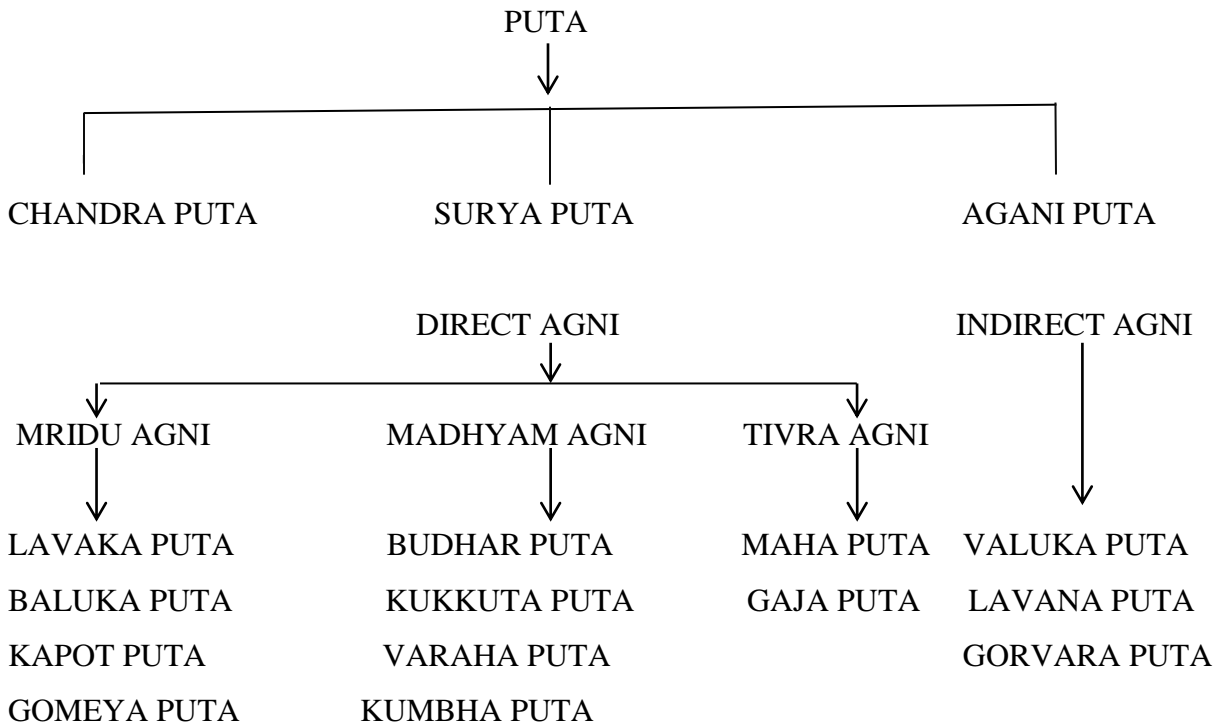 PUTA
CHANDRA PUTA SURYA PUTA AGANI PUTA
DIRECT AGNI INDIRECT AGNI
MRIDU AGNI MADHYAM AGNI TIVRA AGNI
LAVAKA PUTA BUDHAR PUTA MAHA PUTA VALUKA PUTA
BALUKA PUTA KUKKUTA PUTA GAJA PUTA LAVANA PUTA
KAPOT PUTA VARAHA PUTA GORVARA PUTA
GOMEYA PUTA KUMBHA PUTA